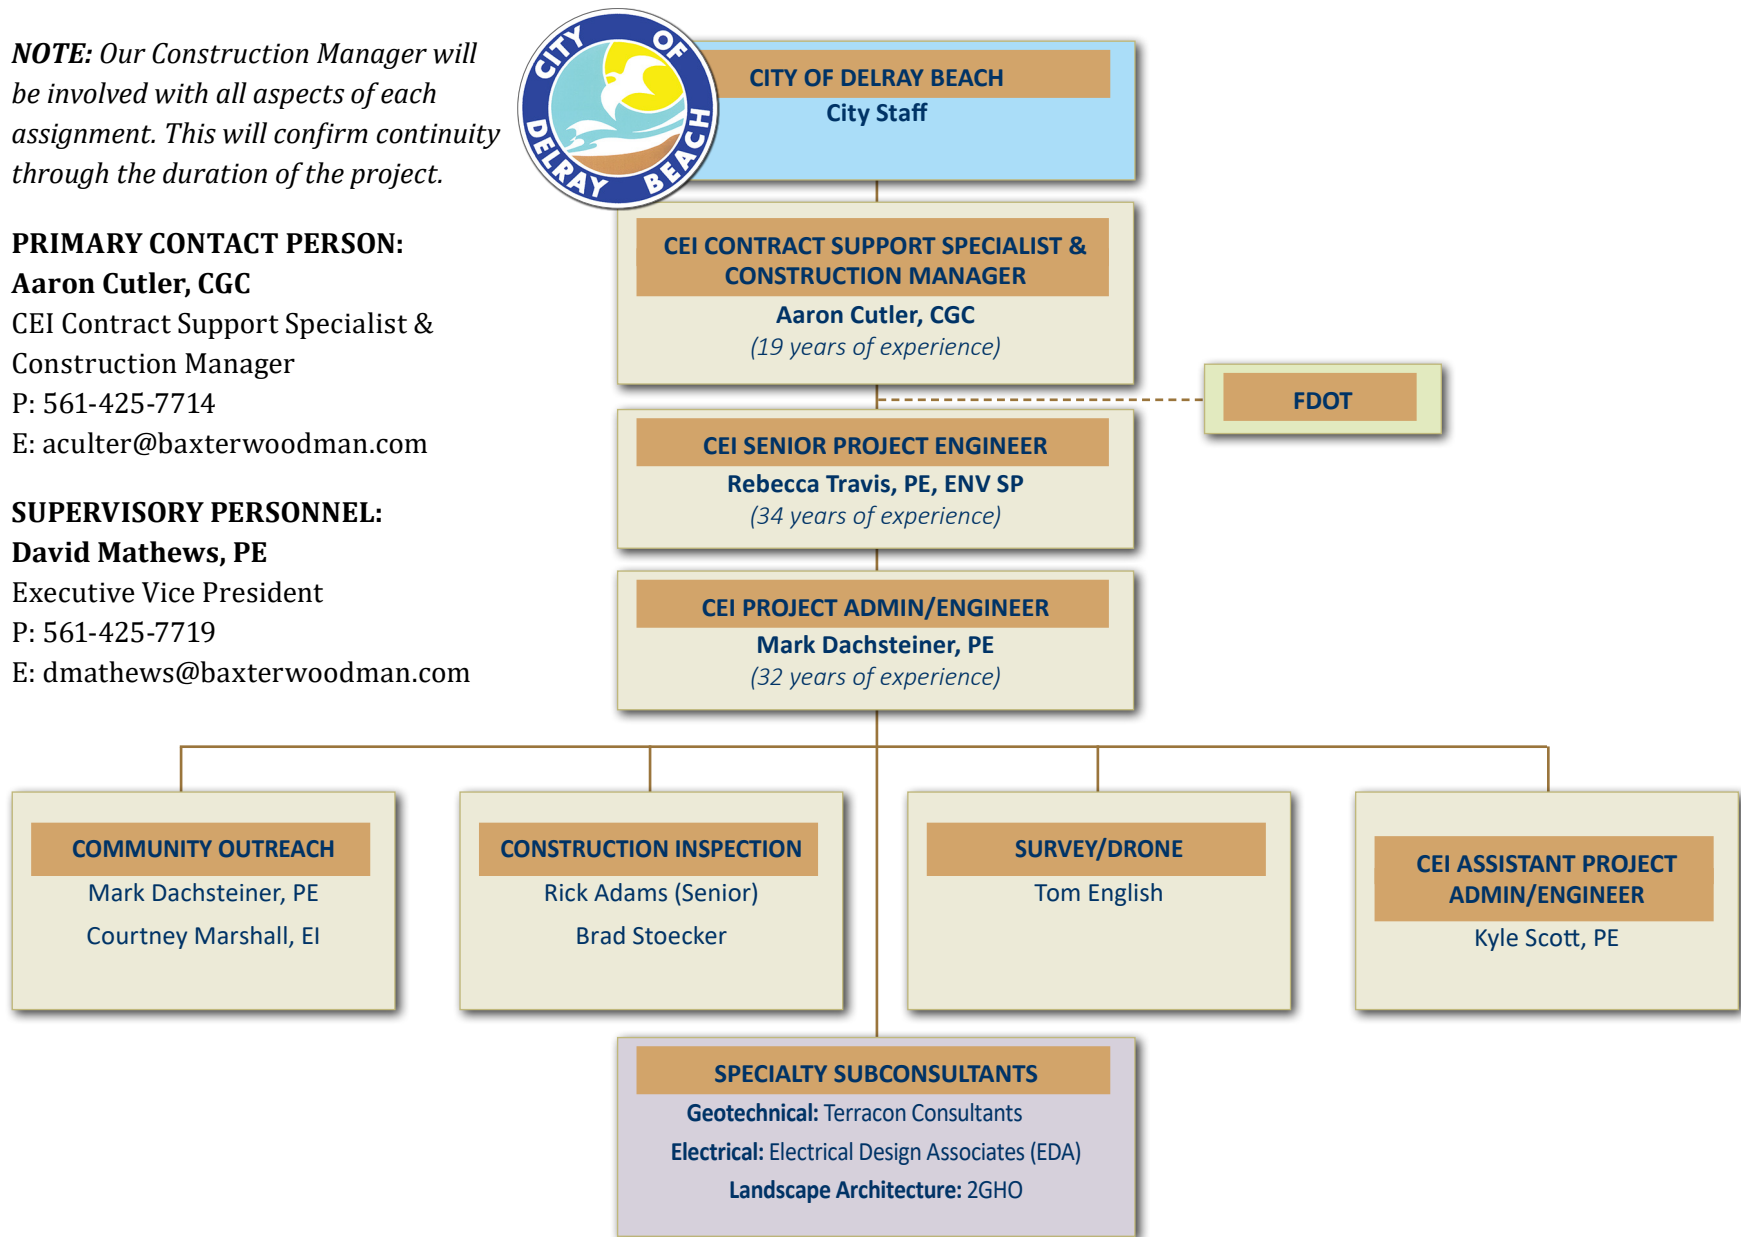 NOTE: Our Construction Manager will
be involved with all aspects of each
assignment. This will confirm continuity
through the duration of the project.
PRIMARY CONTACT PERSON:
Aaron Cutler, CGC
CEI Contract Support Specialist &
Construction Manager
P: 561-425-7714
E: aculter@baxterwoodman.com
SUPERVISORY PERSONNEL:
David Mathews, PE
Executive Vice President
P: 561-425-7719
E: dmathews@baxterwoodman.com
CITY OF
DELRAY BEACH
CITY OF DELRAY BEACH
City Staff
CEI CONTRACT SUPPORT SPECIALIST &
CONSTRUCTION MANAGER
Aaron Cutler, CGC
(19 years of experience)
FDOT
CEI SENIOR PROJECT ENGINEER
Rebecca Travis, PE, ENV SP
(34 years of experience)
CEI PROJECT ADMIN/ENGINEER
Mark Dachsteiner, PE
(32 years of experience)
COMMUNITY OUTREACH
Mark Dachsteiner, PE
Courtney Marshall, EI
CONSTRUCTION INSPECTION
Rick Adams (Senior)
Brad Stoecker
SURVEY/DRONE
Tom English
CEI ASSISTANT PROJECT
ADMIN/ENGINEER
Kyle Scott, PE
SPECIALTY SUBCONSULTANTS
Geotechnical: Terracon Consultants
Electrical: Electrical Design Associates (EDA)
Landscape Architecture: 2GHO